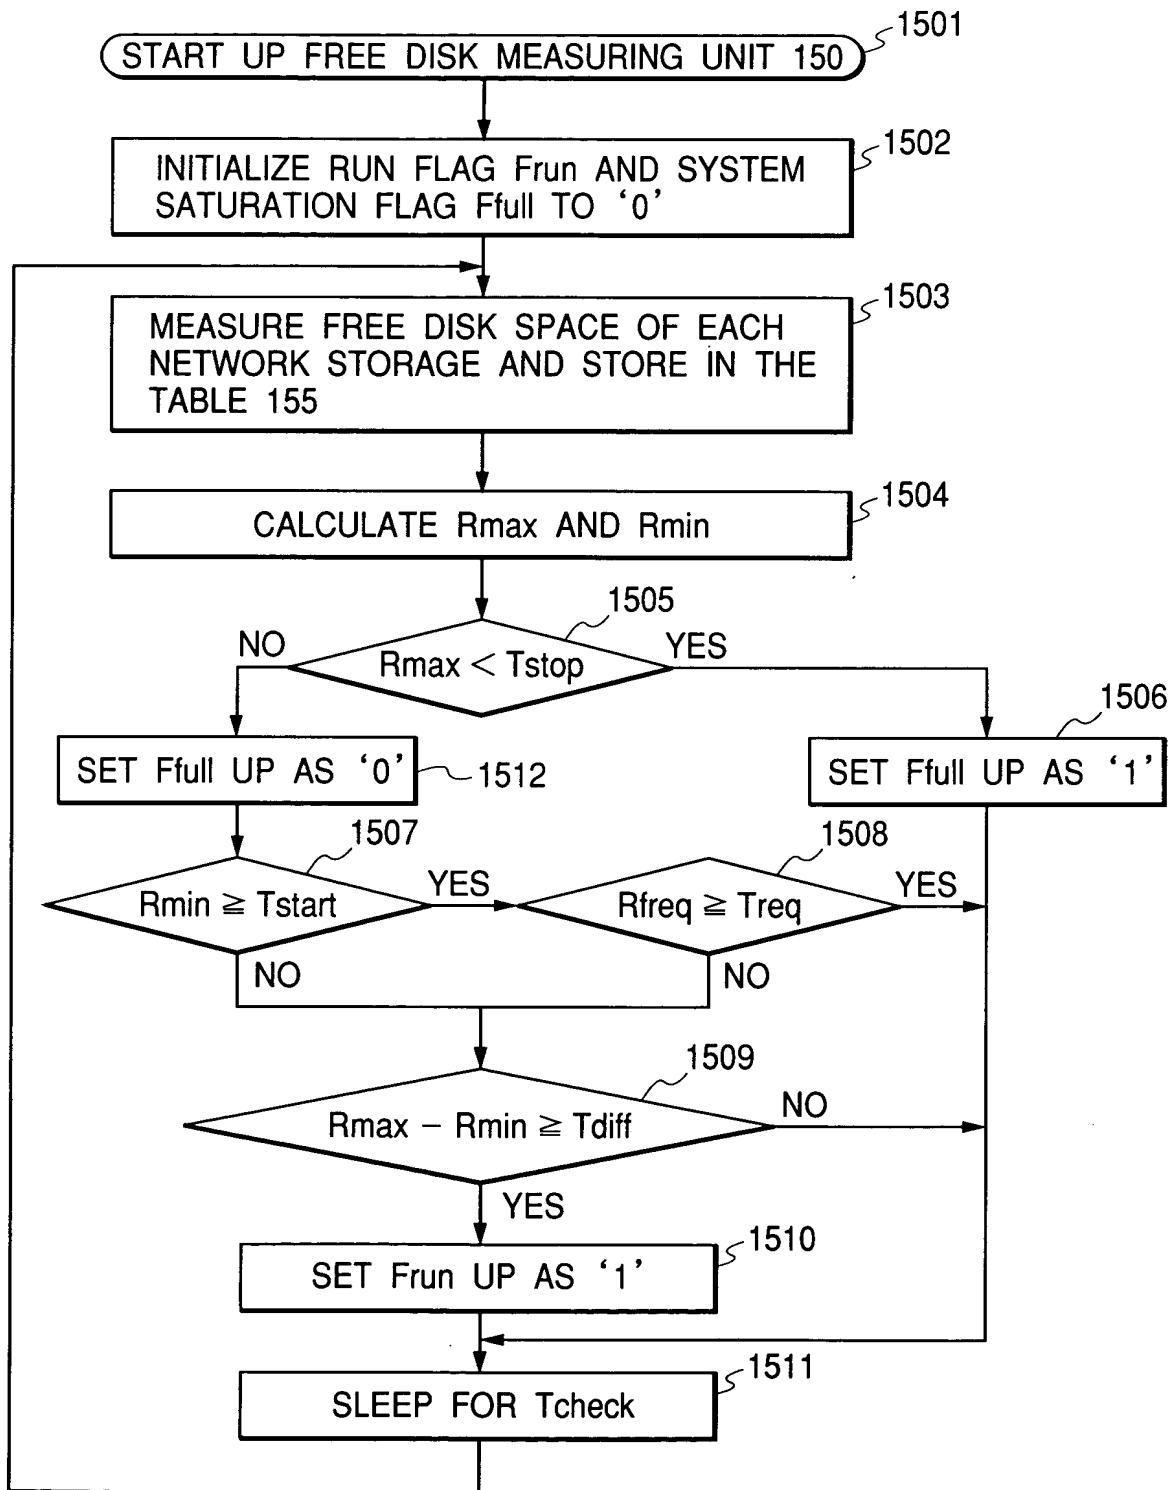 1501
START UP FREE DISK MEASURING UNIT 150
1502
INITIALIZE RUN FLAG Frun AND SYSTEM
SATURATION FLAG Ffull TO ‘0’
1503
MEASURE FREE DISK SPACE OF EACH
NETWORK STORAGE AND STORE IN THE
TABLE 155
1504
CALCULATE Rmax AND Rmin
1505
NO
Rmax < Tstop
YES
1506
SET Ffull UP AS ‘0’
1512
SET Ffull UP AS ‘1’
1507
1508
Rmin ≧ Tstart
YES
Rfreq ≧ Treq
YES
NO
NO
1509
Rmax – Rmin ≧ Tdiff
NO
YES
1510
SET Frun UP AS ‘1’
1511
SLEEP FOR Tcheck